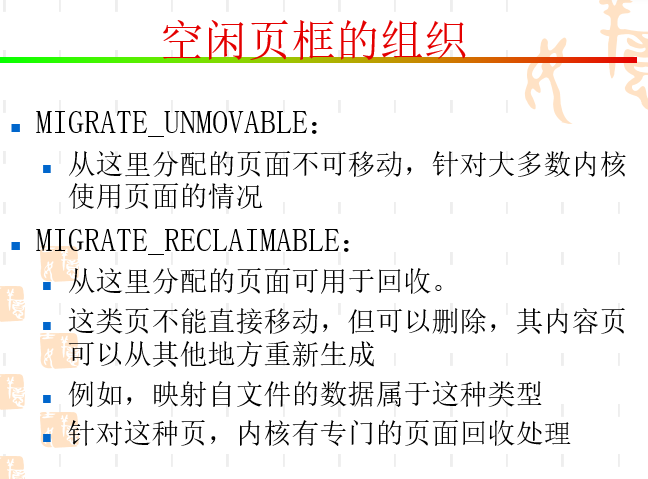 空闲页框的组织
MIGRATE_UNMOVABLE：
从这里分配的页面不可移动，针对大多数内核
使用页面的情况
MIGRATE_RECLAIMABLE：
从这里分配的页面可用于回收。
这类页不能直接移动，但可以删除，其内容页
可以从其他地方重新生成
例如，映射自文件的数据属于这种类型
针对这种页，内核有专门的页面回收处理